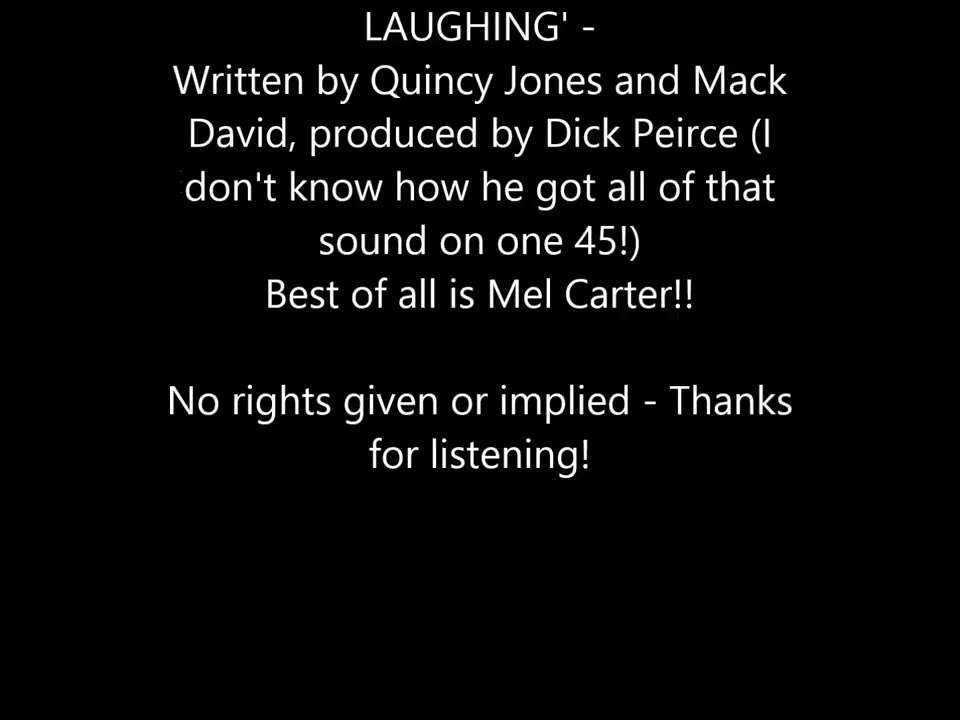 LAUGHING' -
Written by Quincy Jones and Mack
David, produced by Dick Peirce (I
don't know how he got all of that
sound on one 45!)
Best of all is Mel Carter!!
No rights given or implied - Thanks
for listening!